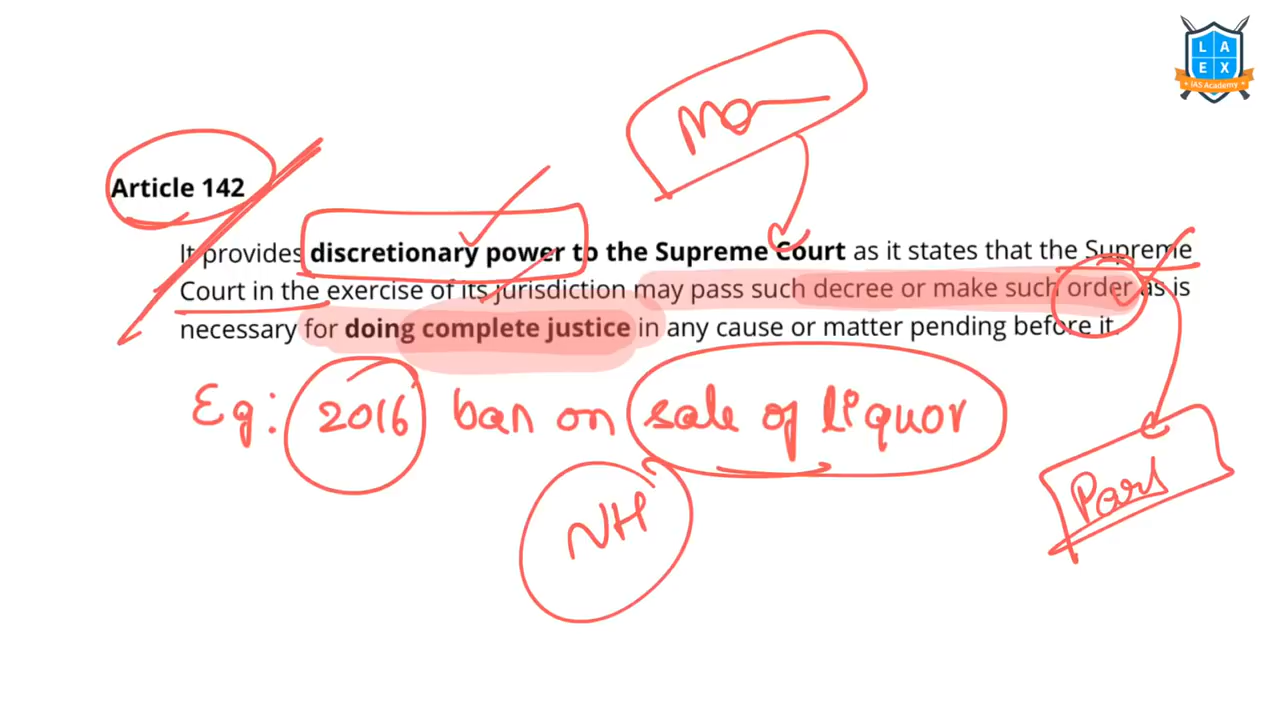 L A
E X
IAS Academy
Article 142
It provides discretionary power to the Supreme Court as it states that the Supreme
Court in the exercise of its jurisdiction may pass such decree or make such order as is
necessary for doing complete justice in any cause or matter pending before it.
Eg: 2016 ban on sale of liquor
NH